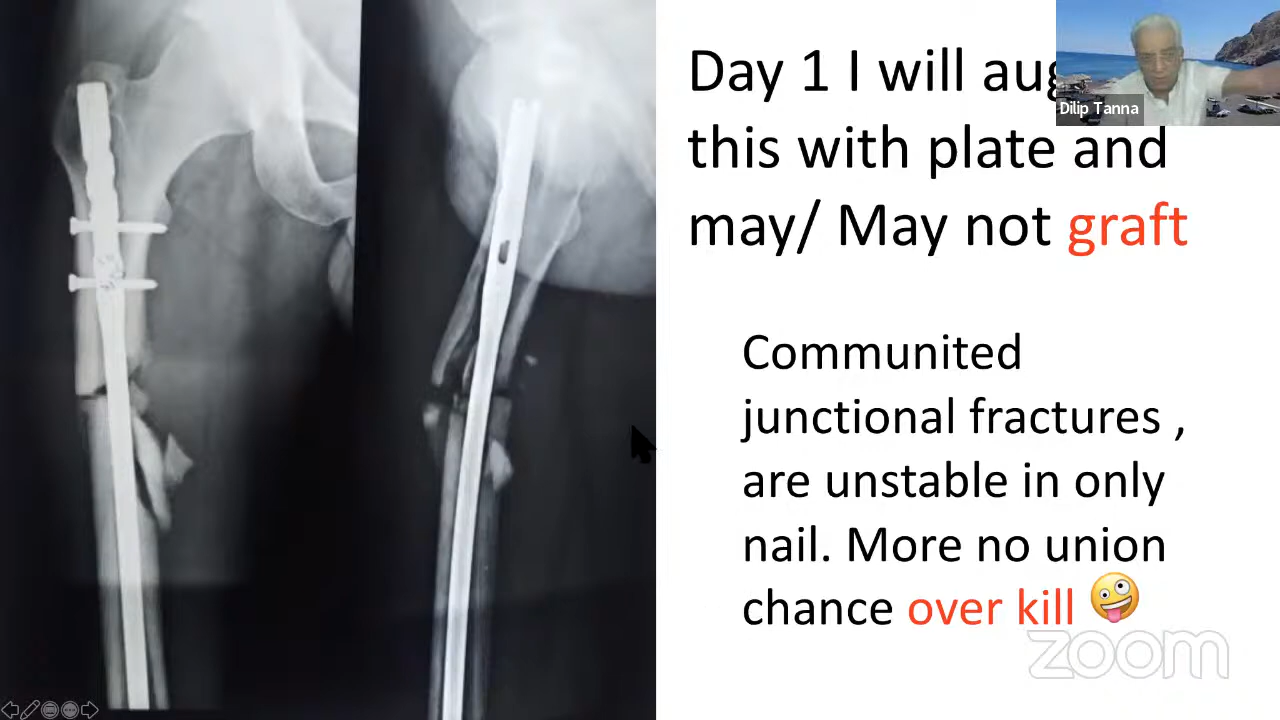 Day 1 I will aug
this with plate and
may/ May not graft
Communited
junctional fractures ,
are unstable in only
nail. More no union
chance over kill
Dilip Tanna
zoom